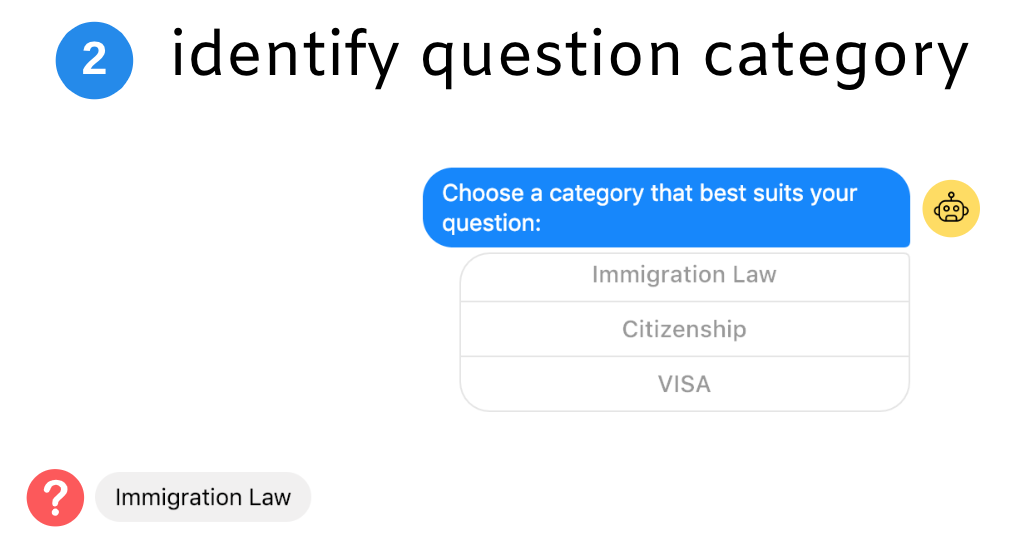 2 identify question category
Choose a category that best suits your
question:
Immigration Law
Citizenship
VISA
? Immigration Law